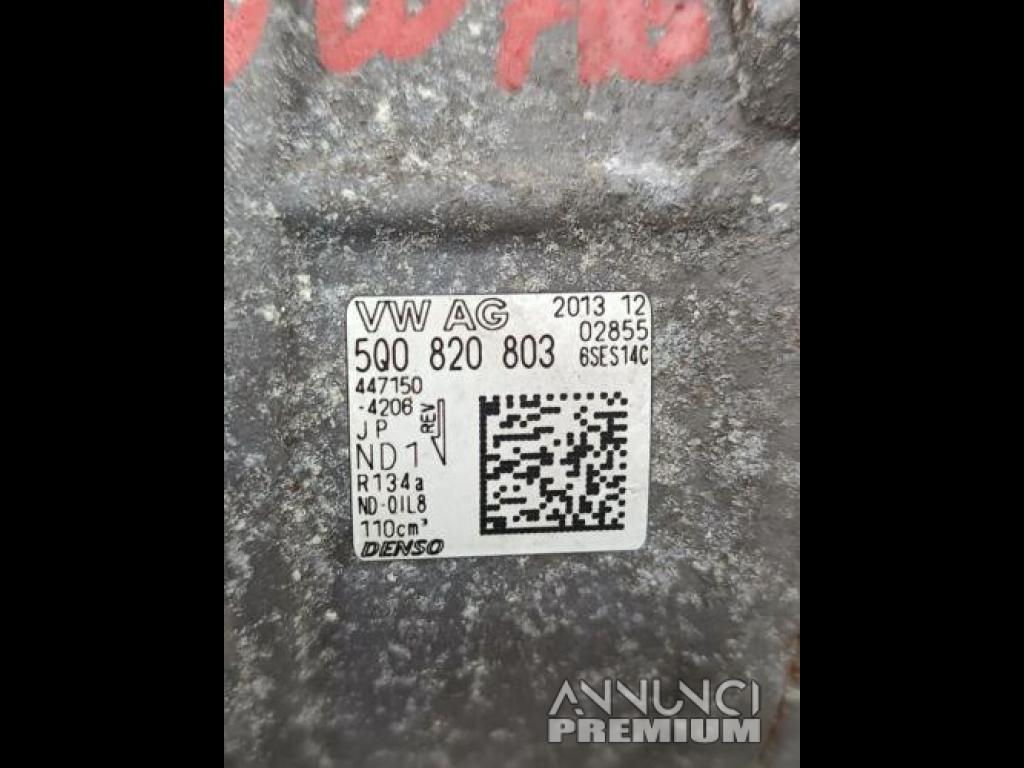 VW AG 2013 12
02855
5Q0 820 803 6SES14C
447150
-4206
JP REV
ND1
R134a
ND-OIL8
110cm³
DENSO
ANNUNCI
PREMIUM